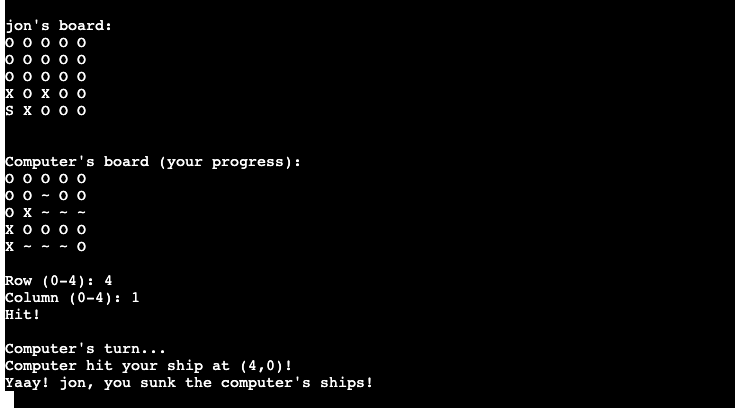 jon's board:
O O O O O
O O O O O
O O O O O
X O X O O
S X O O O
Computer's board (your progress):
O O O O O
O O ~ O O
O X ~ ~ ~
X O O O O
X ~ ~ ~ O
Row (0-4): 4
Column (0-4): 1
Hit!
Computer's turn...
Computer hit your ship at (4,0)!
Yaay! jon, you sunk the computer's ships!